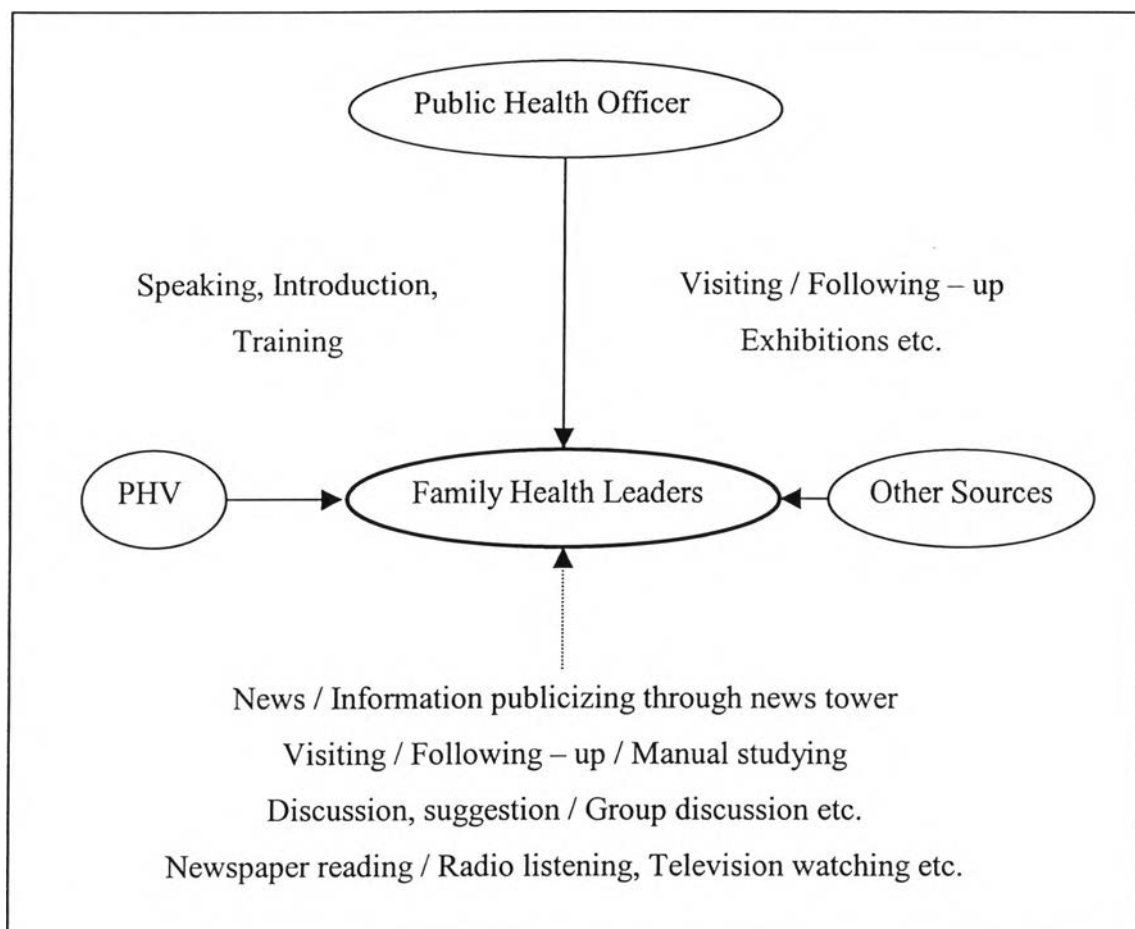 Public Health Officer
Speaking, Introduction,
Training
Visiting / Following – up
Exhibitions etc.
PHV
Family Health Leaders
Other Sources
News / Information publicizing through news tower
Visiting / Following – up / Manual studying
Discussion, suggestion / Group discussion etc.
Newspaper reading / Radio listening, Television watching etc.